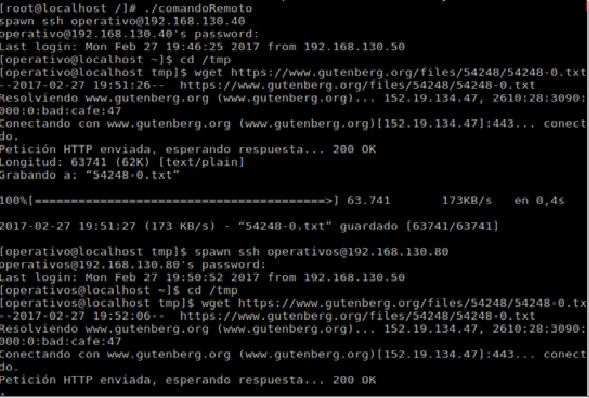 [root@localhost /]# ./comandoRemoto
spawn ssh operativo@192.168.130.40
operativo@192.168.130.40's password:
Last login: Mon Feb 27 19:46:25 2017 from 192.168.130.50
[operativo@localhost ~]$ cd /tmp
[operativo@localhost tmp]$ wget https://www.gutenberg.org/files/54248/54248-0.txt
--2017-02-27 19:51:26--  https://www.gutenberg.org/files/54248/54248-0.txt
Resolviendo www.gutenberg.org (www.gutenberg.org)... 152.19.134.47, 2610:28:3090:
000:0:bad:cafe:47
Conectando con www.gutenberg.org (www.gutenberg.org)[152.19.134.47]:443... conect
do.
Petición HTTP enviada, esperando respuesta... 200 OK
Longitud: 63741 (62K) [text/plain]
Grabando a: “54248-0.txt”
100%[======================================>] 63.741      173KB/s   en 0,4s
2017-02-27 19:51:27 (173 KB/s) - “54248-0.txt” guardado [63741/63741]
[operativo@localhost tmp]$ spawn ssh operativos@192.168.130.80
operativos@192.168.130.80's password:
Last login: Mon Feb 27 19:50:52 2017 from 192.168.130.50
[operativos@localhost ~]$ cd /tmp
[operativos@localhost tmp]$ wget https://www.gutenberg.org/files/54248/54248-0.tx
--2017-02-27 19:52:06--  https://www.gutenberg.org/files/54248/54248-0.txt
Resolviendo www.gutenberg.org (www.gutenberg.org)... 152.19.134.47, 2610:28:3090:
000:0:bad:cafe:47
Conectando con www.gutenberg.org (www.gutenberg.org)[152.19.134.47]:443... conect
do.
Petición HTTP enviada, esperando respuesta... 200 OK